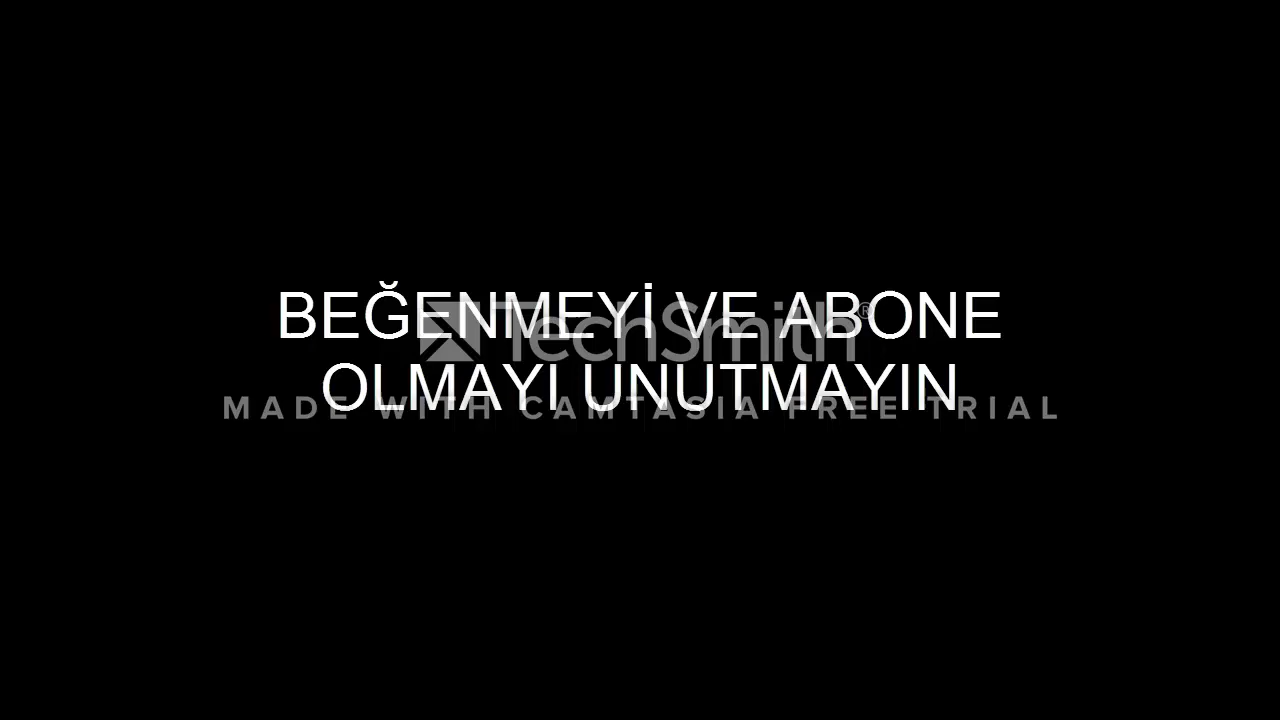 BEĞENMEYİ VE ABONE
TechSmith®
OLMAYI UNUTMAYIN
MADE WITH CAMTASIA FREE TRIAL